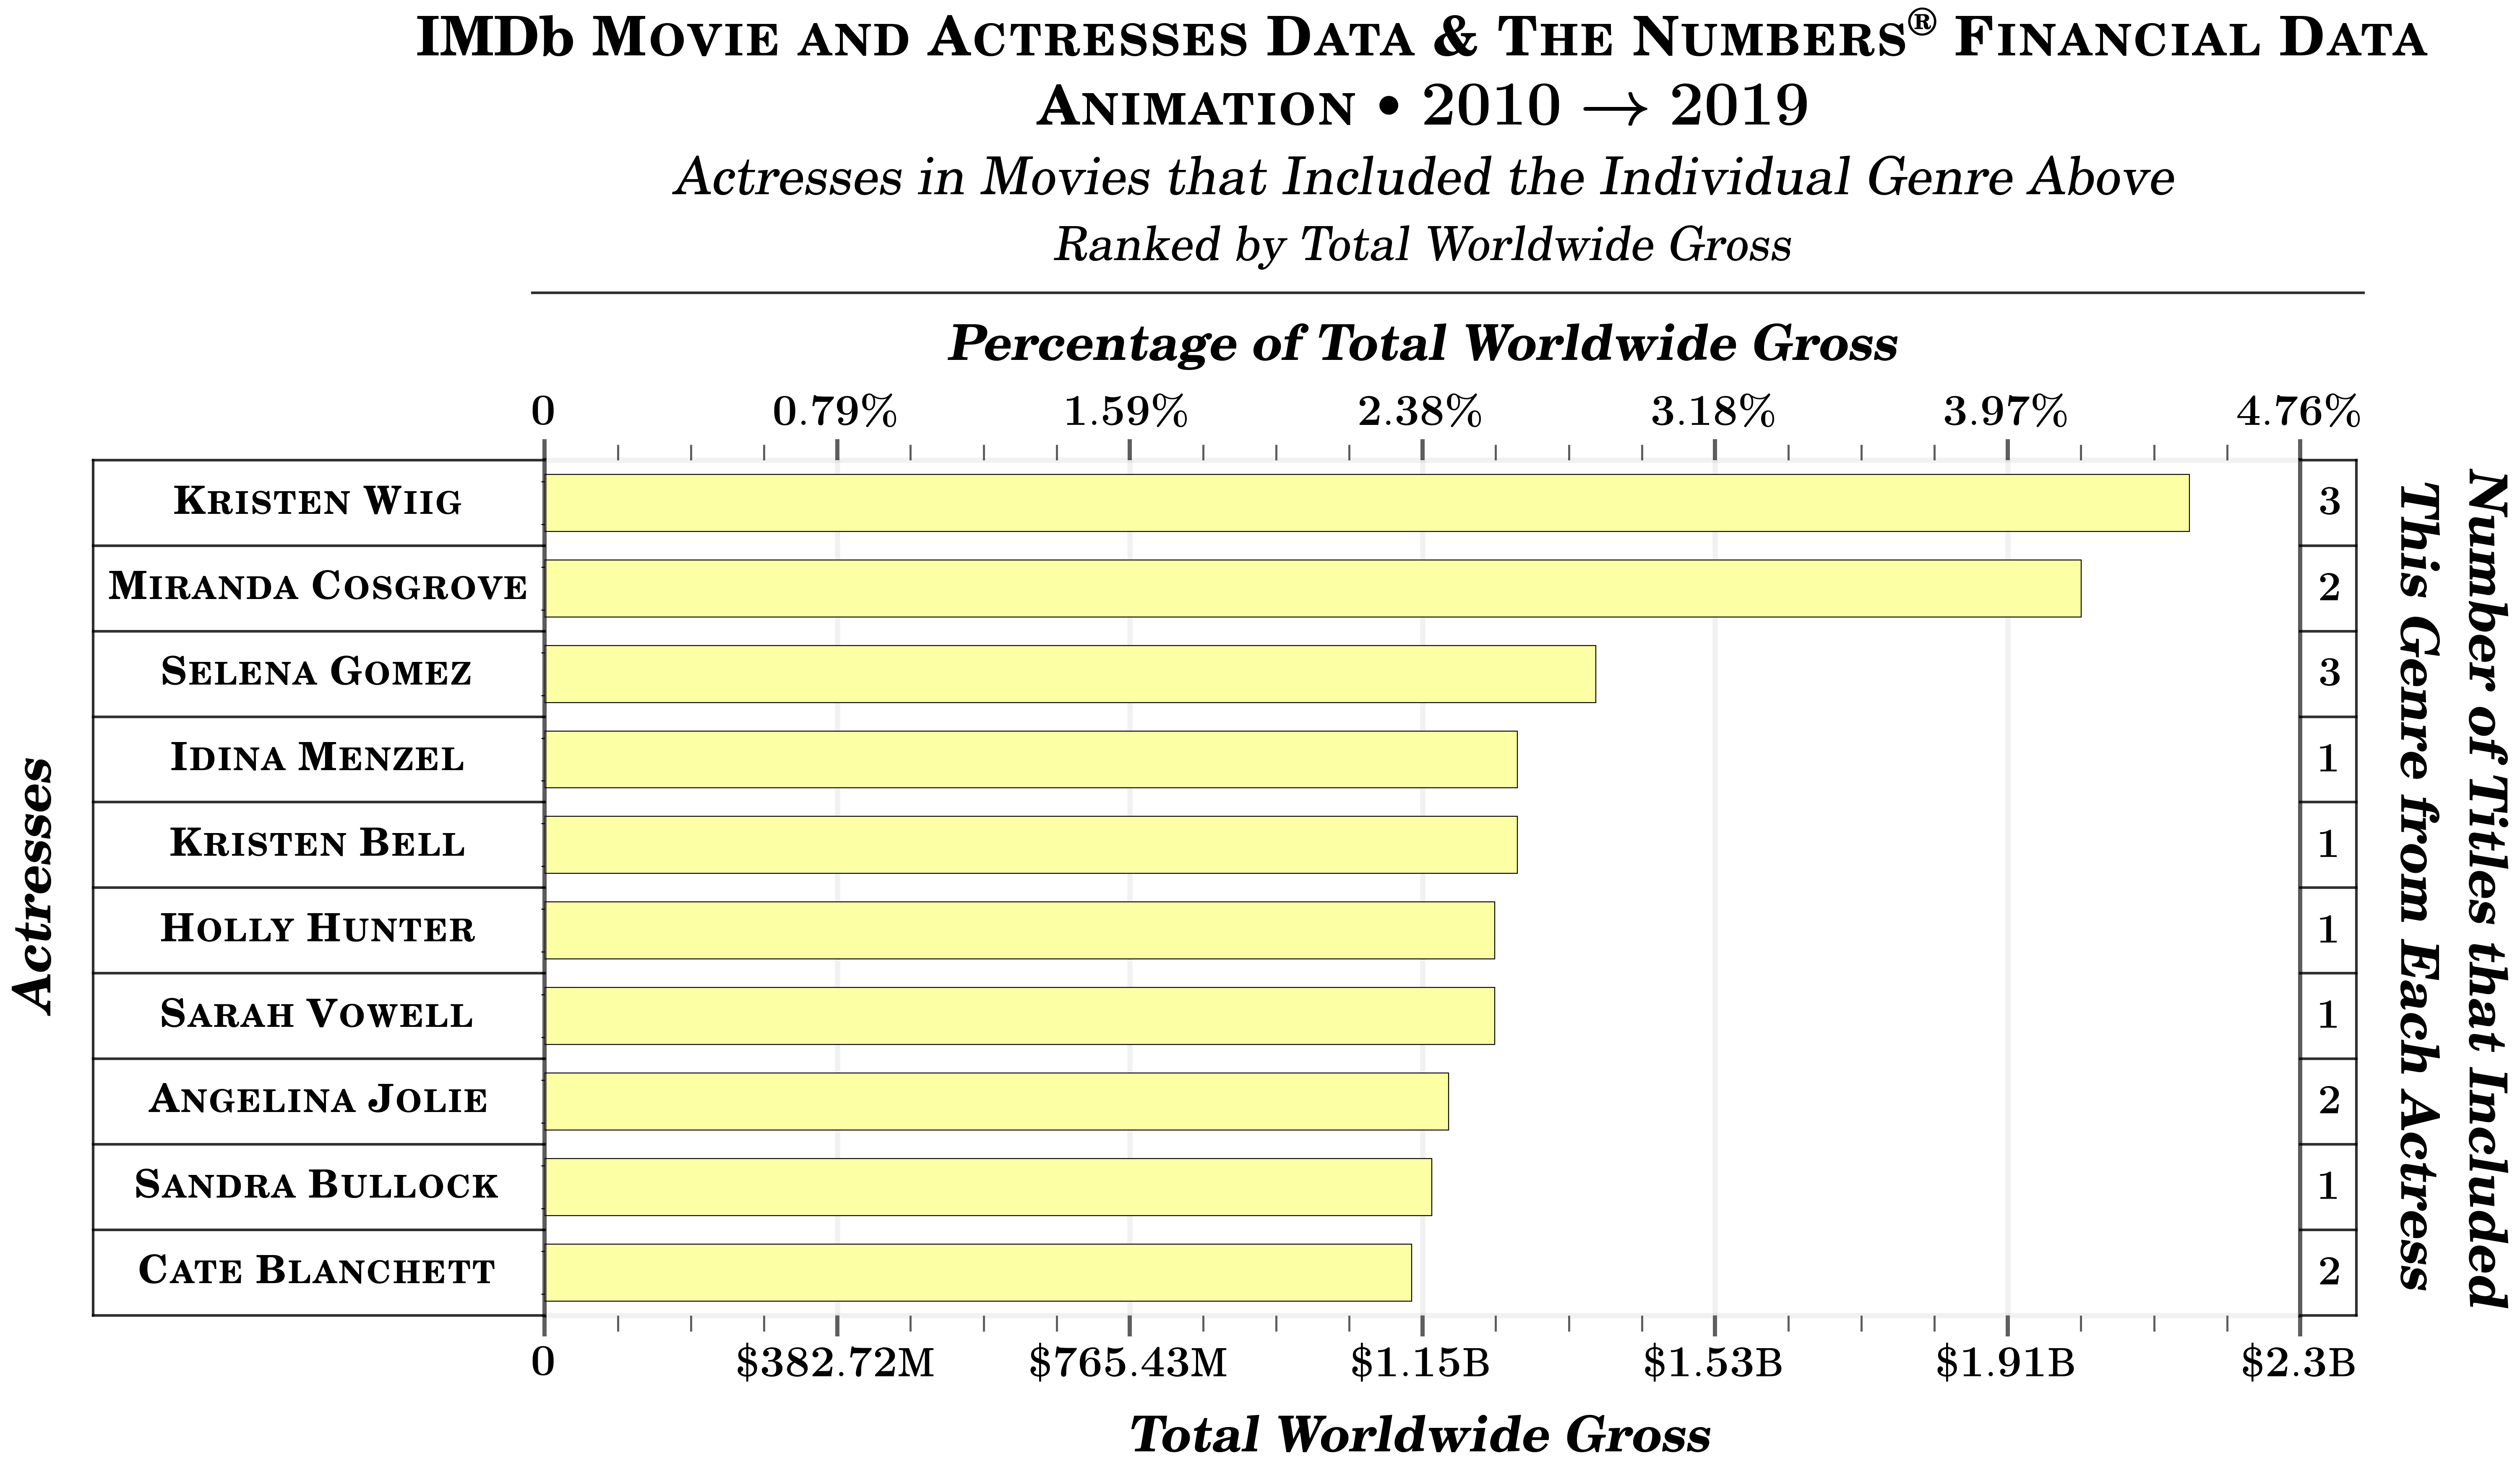 IMDb Movie and Actresses Data & The Numbers® Financial Data
Animation • 2010 → 2019
Actresses in Movies that Included the Individual Genre Above
Ranked by Total Worldwide Gross
Percentage of Total Worldwide Gross
0 0.79% 1.59% 2.38% 3.18% 3.97% 4.76%
Actresses
Kristen Wiig 3
Miranda Cosgrove 2
Selena Gomez 3
Idina Menzel 1
Kristen Bell 1
Holly Hunter 1
Sarah Vowell 1
Angelina Jolie 2
Sandra Bullock 1
Cate Blanchett 2
Number of Titles that Included
This Genre from Each Actress
0 $382.72M $765.43M $1.15B $1.53B $1.91B $2.3B
Total Worldwide Gross